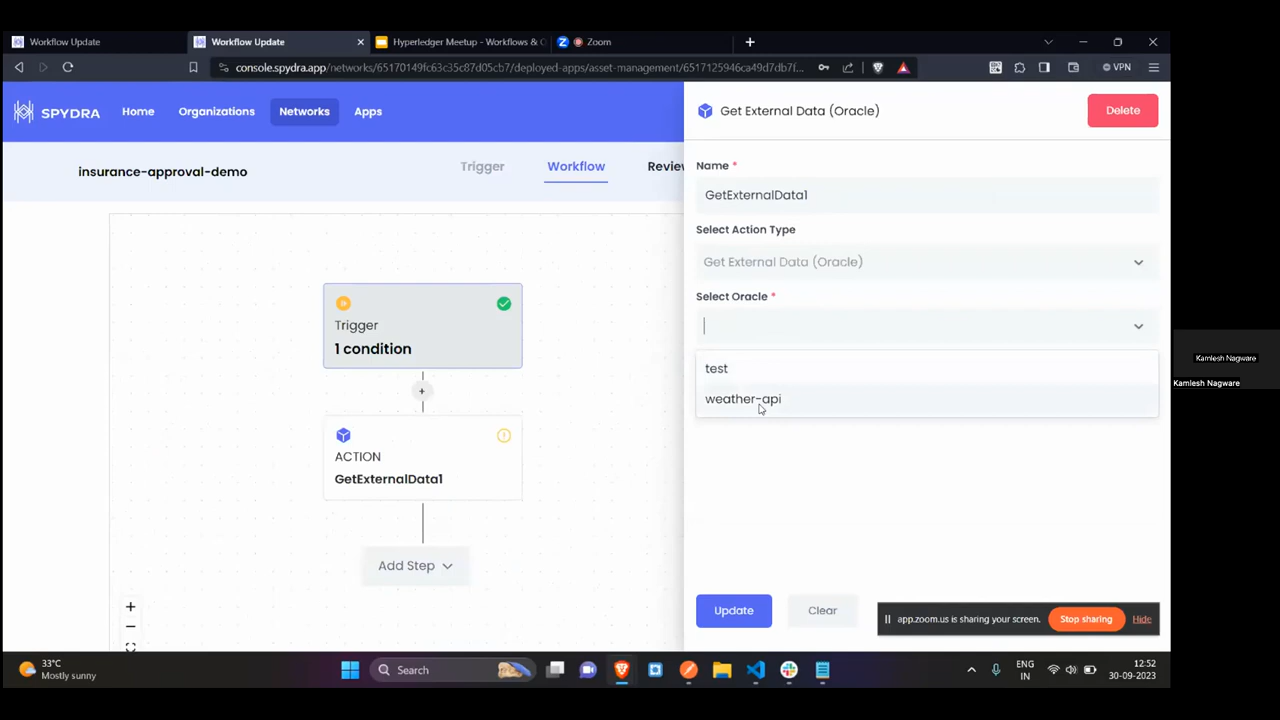 Workflow Update
Workflow Update
Hyperledger Meetup - Workflows & C
Zoom
console.spydra.app/networks/65170149fc63c35c87d05cb7/deployed-apps/asset-management/6517125946ca49d7db7f...
VPN
SPYDRA
Home
Organizations
Networks
Apps
insurance-approval-demo
Trigger
Workflow
Review
Trigger
1 condition
ACTION
GetExternalData1
Add Step
Get External Data (Oracle)
Delete
Name *
GetExternalData1
Select Action Type
Get External Data (Oracle)
Select Oracle *
test
weather-api
Update
Clear
app.zoom.us is sharing your screen.
Stop sharing
Hide
Kamlesh Nagware
Kamlesh Nagware
33°C
Mostly sunny
Search
ENG
IN
12:52
30-09-2023